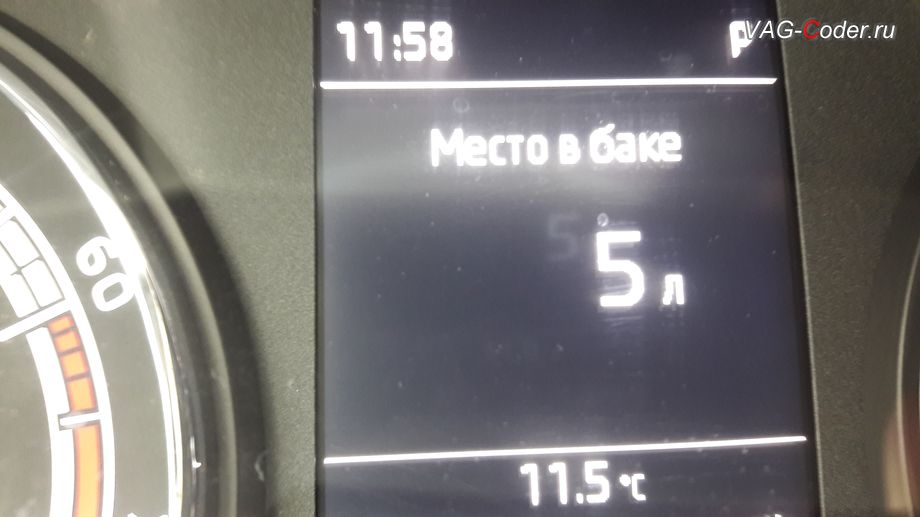 VAG-Coder.ru
11:58 P
Место в баке
5 л
60
11.5 °C